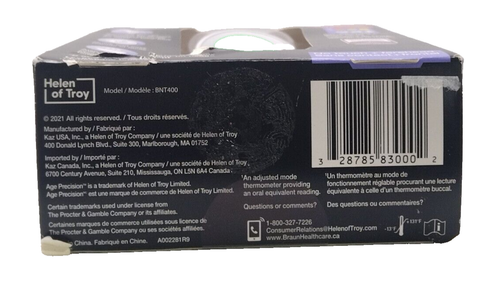 Helen
of Troy
Model / Modèle : BNT400
© 2021 All rights reserved. / Tous droits réservés.
Manufactured by / Fabriqué par :
Kaz USA, Inc., a Helen of Troy Company / une société de Helen of Troy
400 Donald Lynch Blvd., Suite 300, Marlborough, MA 01752
Imported by / Importé par :
Kaz Canada, Inc., a Helen of Troy Company / une société de Helen of Troy
6700 Century Avenue, Suite 210, Mississauga, ON L5N 6A4 Canada
Age Precision™ is a trademark of Helen of Troy Limited.
Age Precision™ est une marque de commerce de Helen of Troy Limited.
Certain trademarks used under license from
The Procter & Gamble Company or its affiliates.
Certaines marques de commerce utilisées sous licence de
The Procter & Gamble Company ou ses sociétés affiliées.
China. Fabriqué en Chine. A002281R9
3 28785 83000 2
*An adjusted mode
thermometer providing
an oral equivalent reading.
Questions or comments?
*Un thermomètre au mode de
fonctionnement réglable procurant une lecture
équivalente à celle d'un thermomètre buccal.
Des questions ou commentaires?
1-800-327-7226
ConsumerRelations@HelenofTroy.com
www.BraunHealthcare.ca
-13°F
131°F